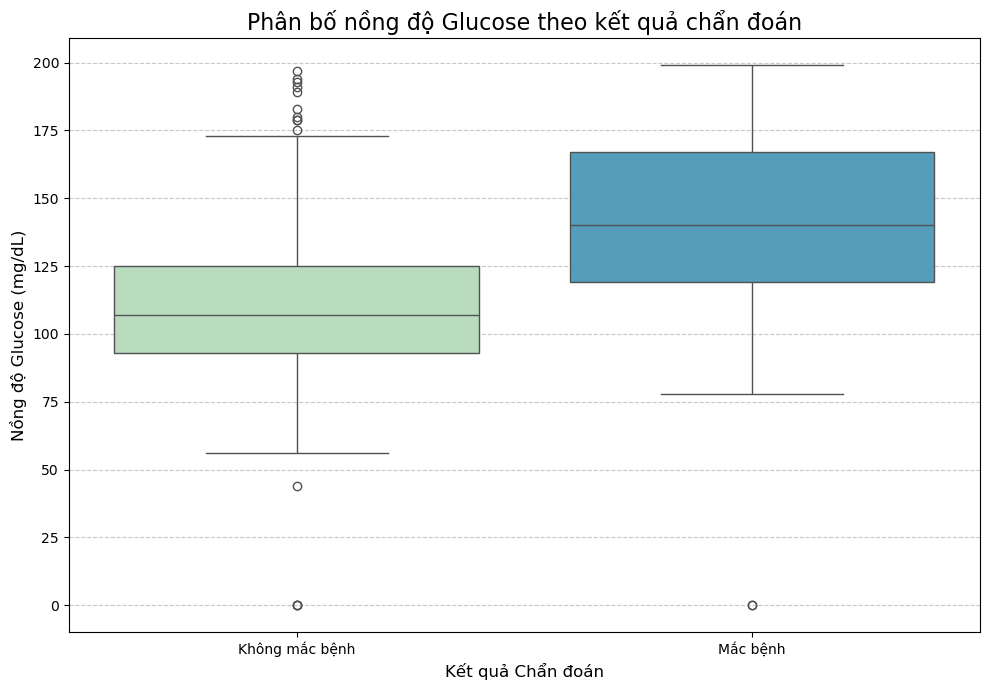 Phân bố nồng độ Glucose theo kết quả chẩn đoán
Nồng độ Glucose (mg/dL)
200
175
150
125
100
75
50
25
0
Không mắc bệnh
Mắc bệnh
Kết quả Chẩn đoán